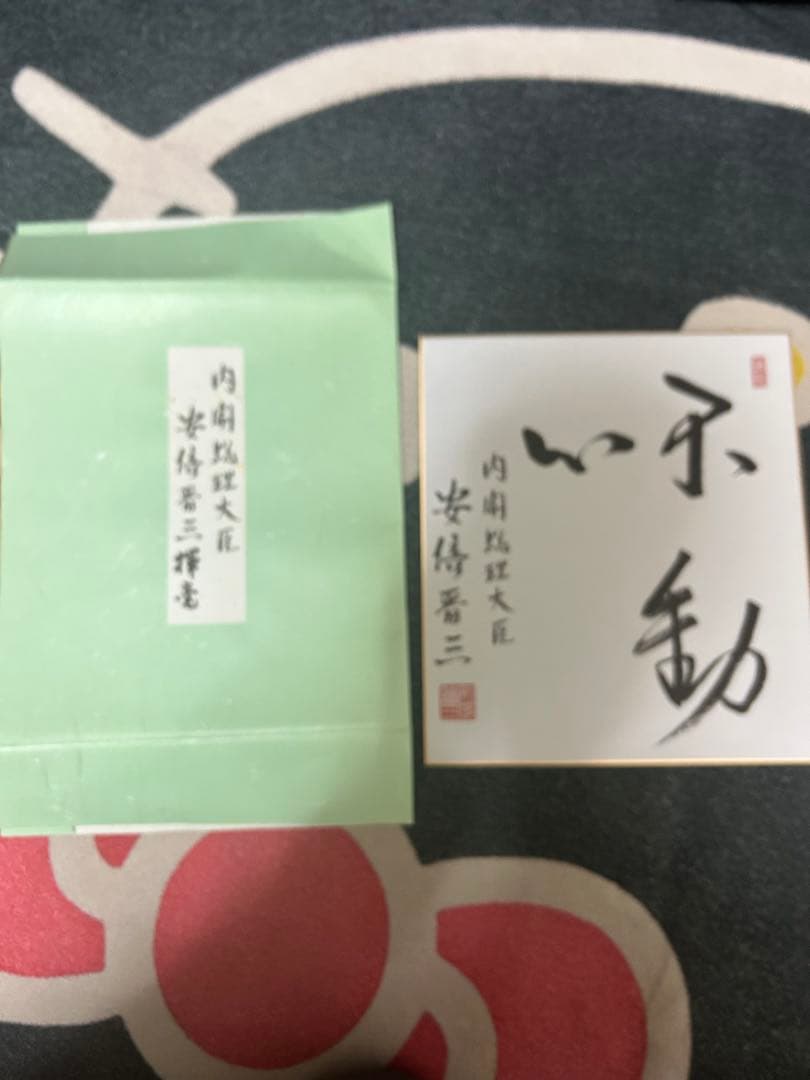 内閣総理大臣
安倍晋三揮毫
不動
心
内閣総理大臣
安倍晋三